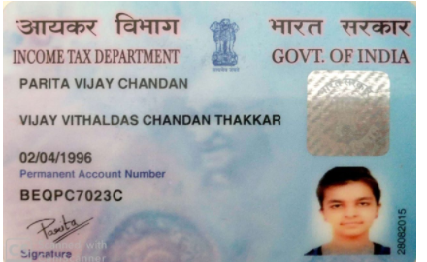 आयकर विभाग
भारत सरकार
INCOME TAX DEPARTMENT
GOVT. OF INDIA
PARITA VIJAY CHANDAN
VIJAY VITHALDAS CHANDAN THAKKAR
02/04/1996
Permanent Account Number
BEQPC7023C
Parita
Signature
28082015